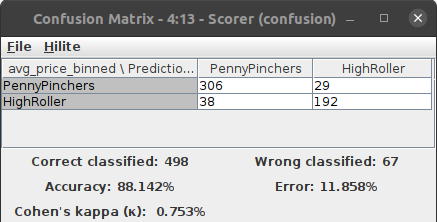 Confusion Matrix - 4:13 - Scorer (confusion)
File Hilite
avg_price_binned \ Predictio... PennyPinchers HighRoller
PennyPinchers 306 29
HighRoller 38 192
Correct classified: 498 Wrong classified: 67
Accuracy: 88.142% Error: 11.858%
Cohen's kappa (κ): 0.753%